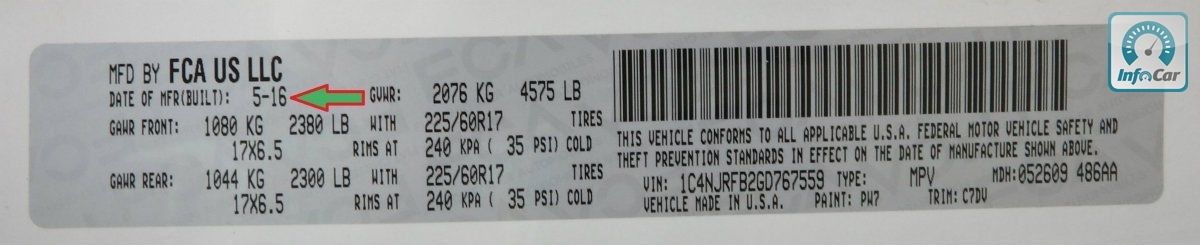 MFD BY FCA US LLC
DATE OF MFR(BUILT): 5-16 GVWR: 2076 KG 4575 LB
GAWR FRONT: 1080 KG 2380 LB WITH 225/60R17 TIRES
17X6.5 RIMS AT 240 KPA ( 35 PSI) COLD
GAWR REAR: 1044 KG 2300 LB WITH 225/60R17 TIRES
17X6.5 RIMS AT 240 KPA ( 35 PSI) COLD
THIS VEHICLE CONFORMS TO ALL APPLICABLE U.S.A. FEDERAL MOTOR VEHICLE SAFETY AND
THEFT PREVENTION STANDARDS IN EFFECT ON THE DATE OF MANUFACTURE SHOWN ABOVE.
VIN: 1C4NJRFB2GD767559 TYPE: MPV MDH: 052609 486AA
VEHICLE MADE IN U.S.A. PAINT: PW7 TRIM: C7DV
InfoCar